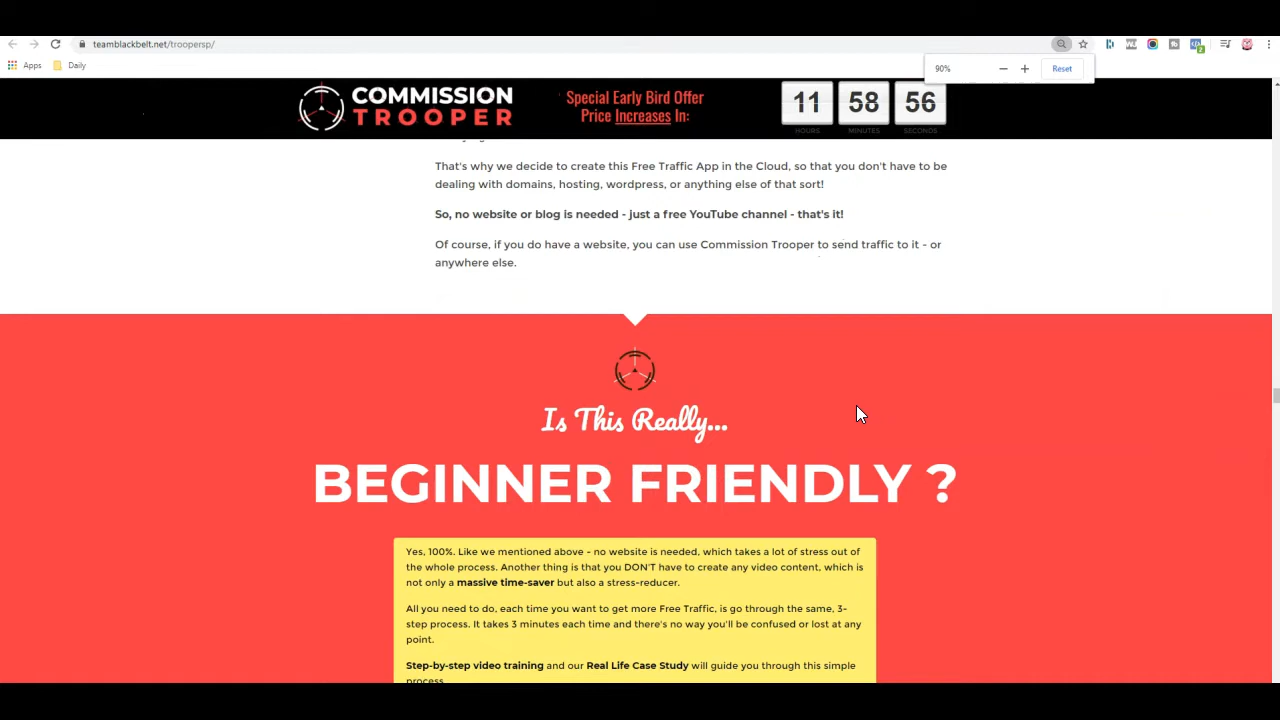 teamblackbelt.net/troopersp/
Apps
Daily
90%
Reset
COMMISSION
TROOPER
Special Early Bird Offer
Price Increases In:
11
58
56
HOURS
MINUTES
SECONDS
That's why we decide to create this Free Traffic App in the Cloud, so that you don't have to be
dealing with domains, hosting, wordpress, or anything else of that sort!
So, no website or blog is needed - just a free YouTube channel - that's it!
Of course, if you do have a website, you can use Commission Trooper to send traffic to it - or
anywhere else.
Is This Really...
BEGINNER FRIENDLY ?
Yes, 100%. Like we mentioned above - no website is needed, which takes a lot of stress out of
the whole process. Another thing is that you DON'T have to create any video content, which is
not only a massive time-saver but also a stress-reducer.
All you need to do, each time you want to get more Free Traffic, is go through the same, 3-
step process. It takes 3 minutes each time and there's no way you'll be confused or lost at any
point.
Step-by-step video training and our Real Life Case Study will guide you through this simple
process